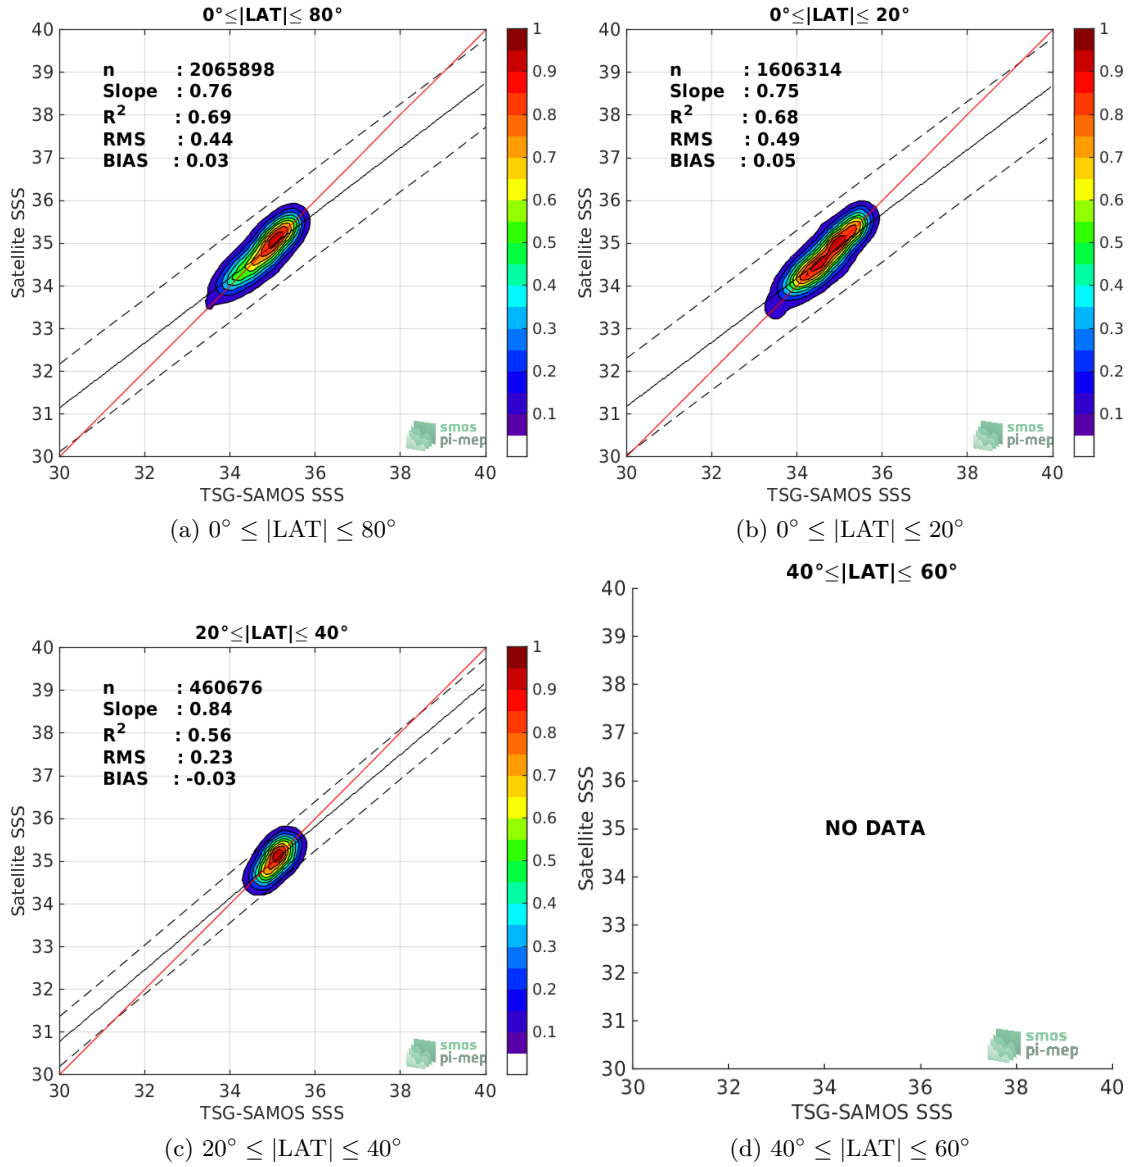 0°≤|LAT|≤ 80°
n : 2065898
Slope : 0.76
R2 : 0.69
RMS : 0.44
BIAS : 0.03
40
39
38
37
36
35
34
33
32
31
30
30 32 34 36 38 40
Satellite SSS
TSG-SAMOS SSS
1
0.9
0.8
0.7
0.6
0.5
0.4
0.3
0.2
0.1
smos
pi-mep
(a) 0° ≤ |LAT| ≤ 80°
0°≤|LAT|≤ 20°
n : 1606314
Slope : 0.75
R2 : 0.68
RMS : 0.49
BIAS : 0.05
40
39
38
37
36
35
34
33
32
31
30
30 32 34 36 38 40
Satellite SSS
TSG-SAMOS SSS
1
0.9
0.8
0.7
0.6
0.5
0.4
0.3
0.2
0.1
smos
pi-mep
(b) 0° ≤ |LAT| ≤ 20°
20°≤|LAT|≤ 40°
n : 460676
Slope : 0.84
R2 : 0.56
RMS : 0.23
BIAS : -0.03
40
39
38
37
36
35
34
33
32
31
30
30 32 34 36 38 40
Satellite SSS
TSG-SAMOS SSS
1
0.9
0.8
0.7
0.6
0.5
0.4
0.3
0.2
0.1
smos
pi-mep
(c) 20° ≤ |LAT| ≤ 40°
40°≤|LAT|≤ 60°
40
39
38
37
36
35
34
33
32
31
30
30 32 34 36 38 40
Satellite SSS
NO DATA
TSG-SAMOS SSS
smos
pi-mep
(d) 40° ≤ |LAT| ≤ 60°